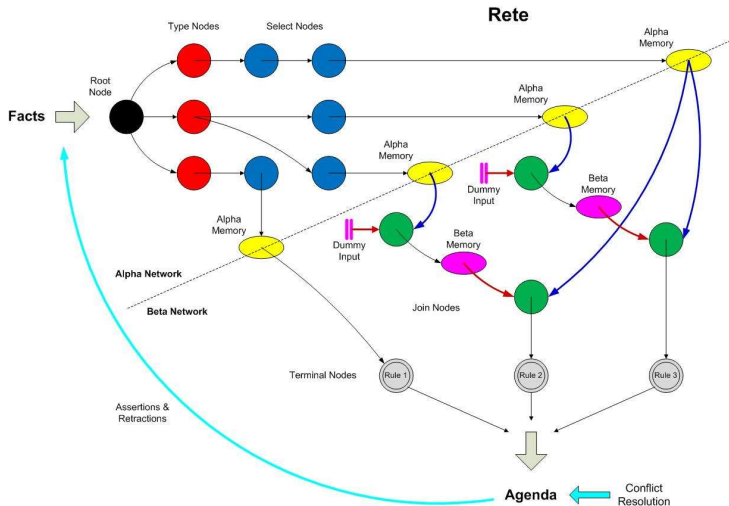 Rete
Type Nodes
Select Nodes
Alpha
Memory
Root
Node
Facts
Alpha
Memory
Alpha
Memory
Dummy
Input
Beta
Memory
Alpha
Memory
Dummy
Input
Beta
Memory
Alpha Network
Beta Network
Join Nodes
Terminal Nodes
Rule 1
Rule 2
Rule 3
Assertions &
Retractions
Agenda
Conflict
Resolution